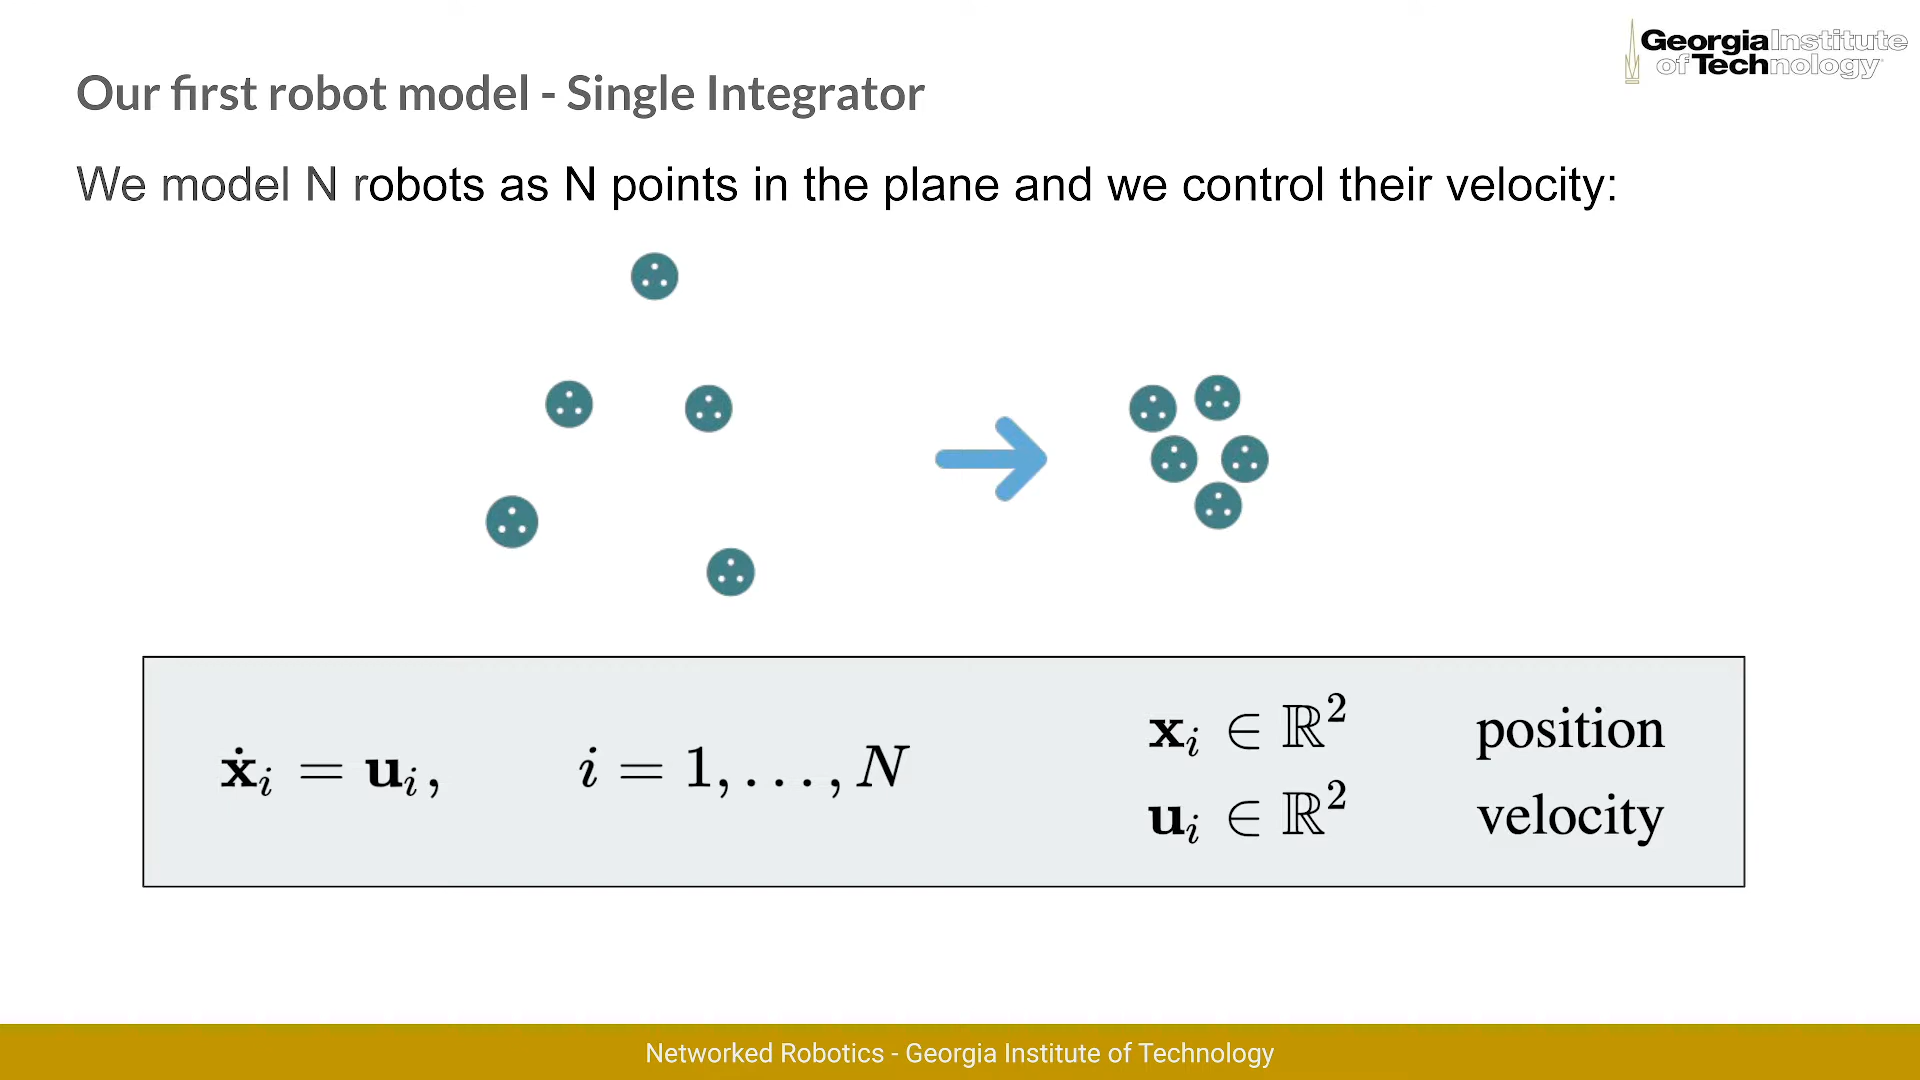 Georgia Institute
of Technology
Our first robot model - Single Integrator
We model N robots as N points in the plane and we control their velocity:
ẋᵢ = uᵢ, i = 1, . . . , N
xᵢ ∈ ℝ² position
uᵢ ∈ ℝ² velocity
Networked Robotics - Georgia Institute of Technology